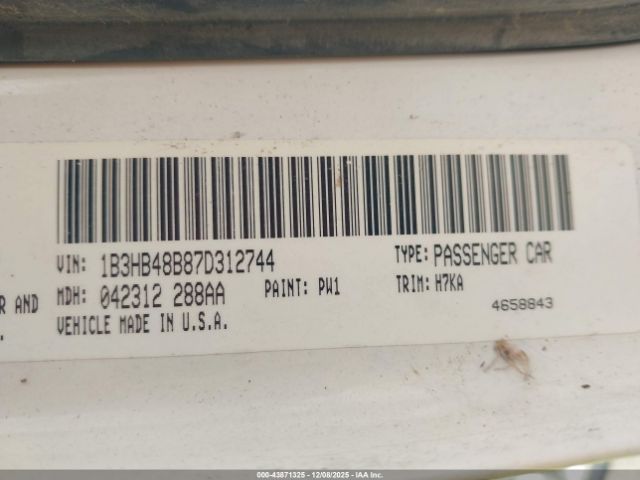 VIN: 1B3HB48B87D312744 TYPE: PASSENGER CAR
R AND MDH: 042312 288AA PAINT: PW1 TRIM: H7KA
. VEHICLE MADE IN U.S.A. 4658843
000-43871325 - 12/08/2025 - IAA Inc.